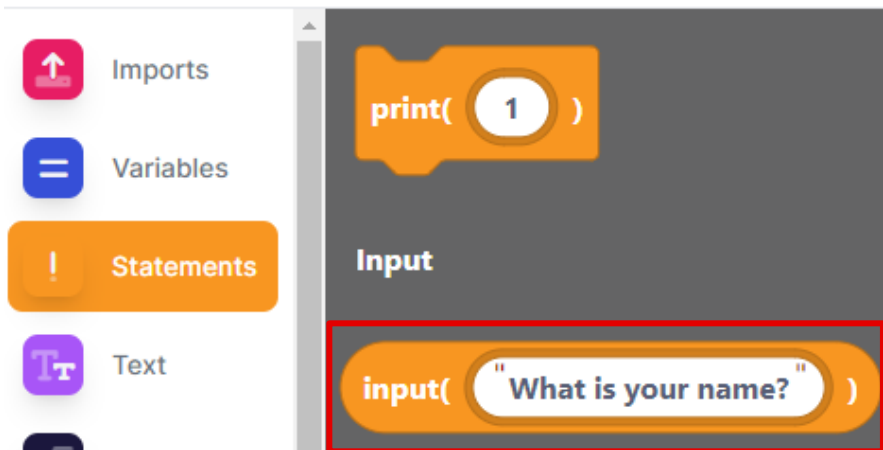 Imports
Variables
Statements
Text
print( 1 )
Input
input( "What is your name?" )